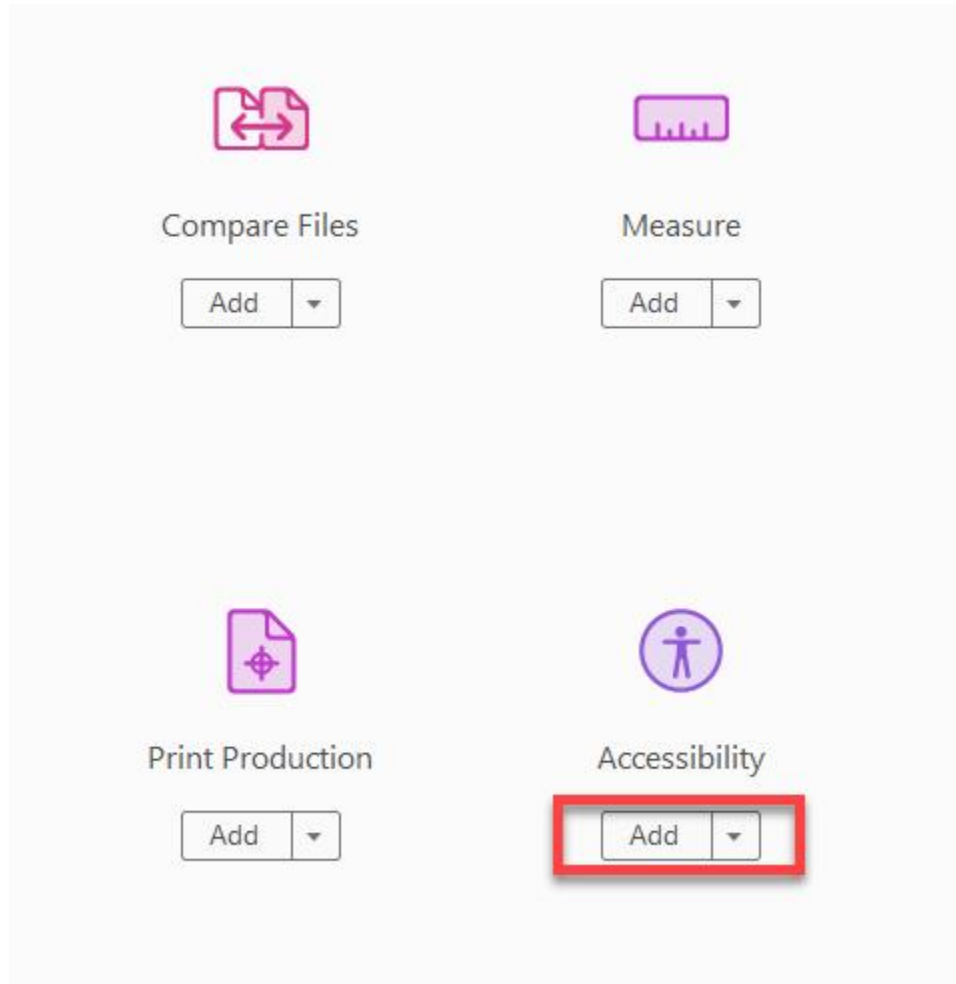 Compare Files
Measure
Add
Add
Print Production
Accessibility
Add
Add